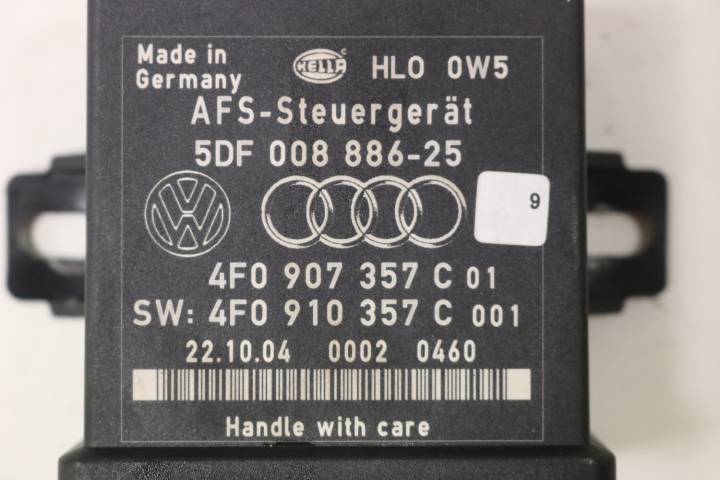 Made in
Germany
HELLA
HLO 0W5
AFS-Steuergerät
5DF 008 886-25
9
4F0 907 357 C 01
SW: 4F0 910 357 C 001
22.10.04 0002 0460
Handle with care